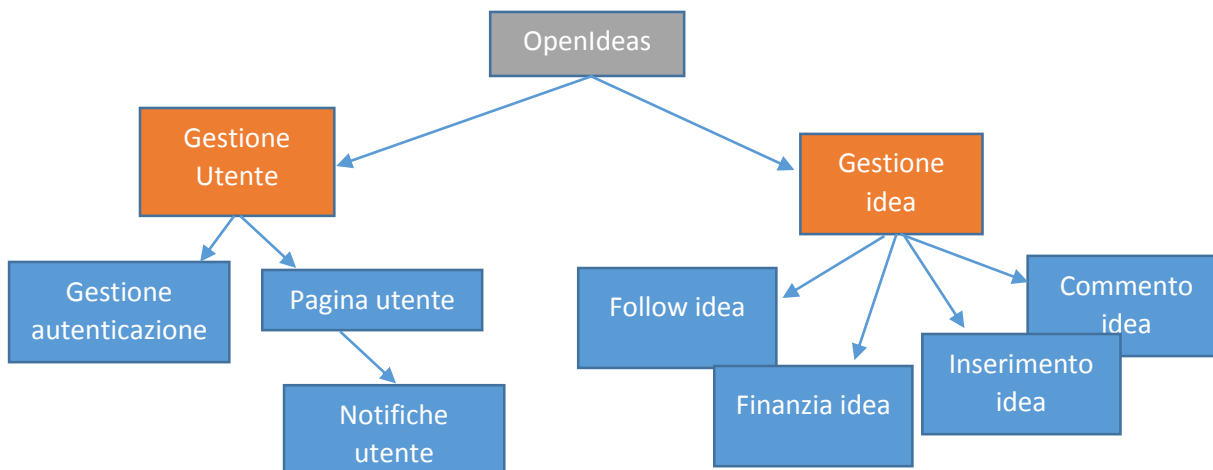 OpenIdeas
Gestione
Utente
Gestione
idea
Gestione
autenticazione
Pagina utente
Notifiche
utente
Follow idea
Finanzia idea
Inserimento
idea
Commento
idea